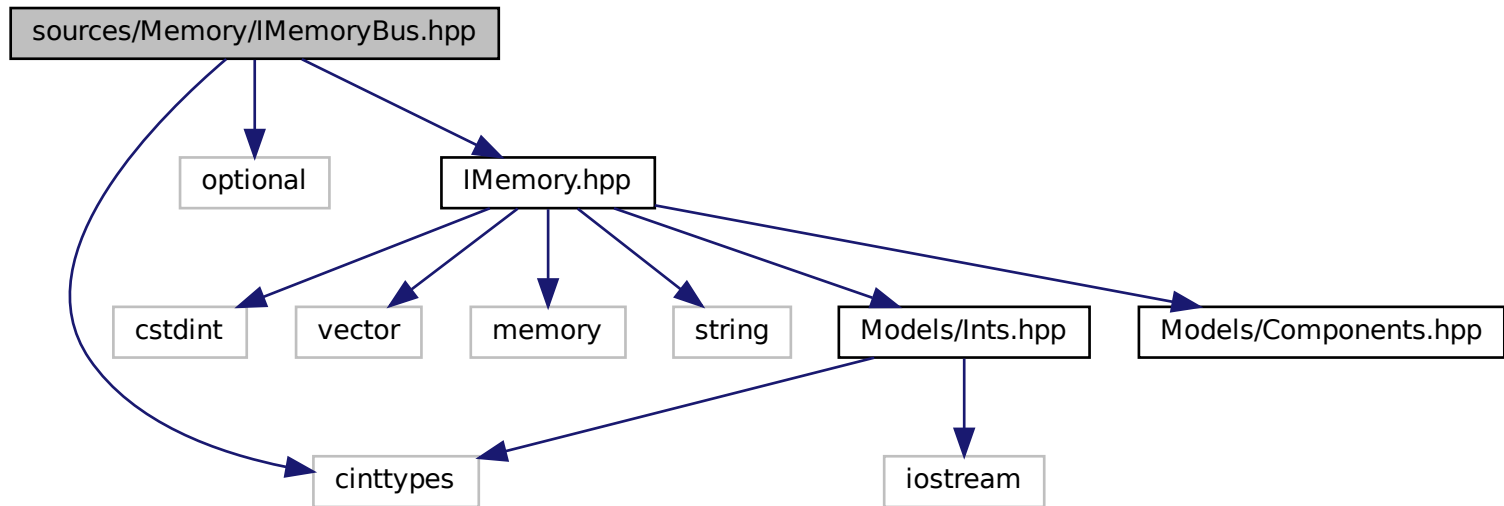 sources/Memory/IMemoryBus.hpp
optional
IMemory.hpp
cstdint
vector
memory
string
Models/Ints.hpp
Models/Components.hpp
cinttypes
iostream